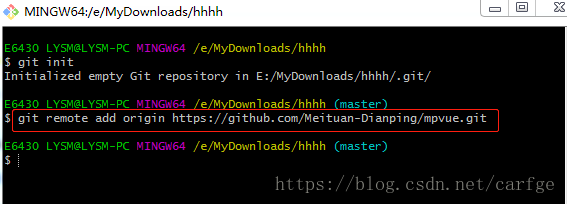 MINGW64:/e/MyDownloads/hhhh
E6430 LYSM@LYSM-PC MINGW64 /e/MyDownloads/hhhh
$ git init
Initialized empty Git repository in E:/MyDownloads/hhhh/.git/
E6430 LYSM@LYSM-PC MINGW64 /e/MyDownloads/hhhh (master)
$ git remote add origin https://github.com/Meituan-Dianping/mpvue.git
E6430 LYSM@LYSM-PC MINGW64 /e/MyDownloads/hhhh (master)
$
https://blog.csdn.net/carfge